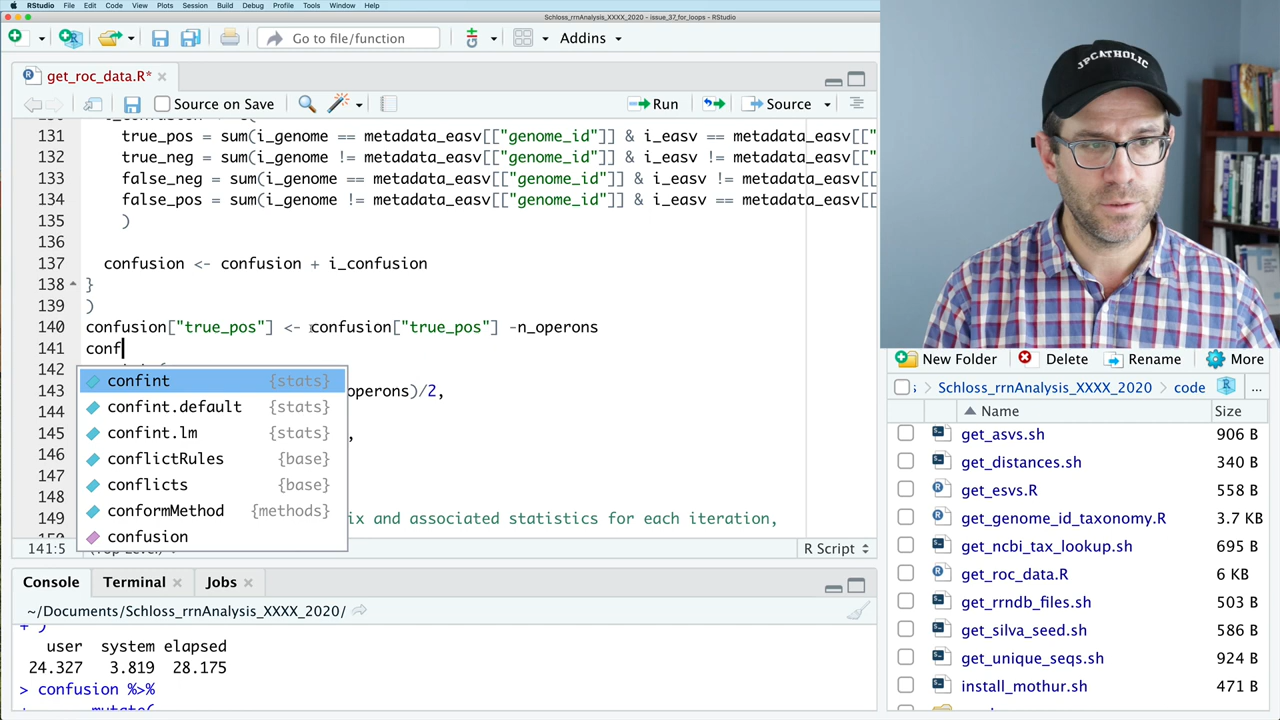 RStudio File Edit Code View Plots Session Build Debug Profile Tools Window Help
Schloss_rrnAnalysis_XXXX_2020 - issue_37_for_loops - RStudio
Go to file/function Addins
get_roc_data.R*
Source on Save Run Source
131 true_pos = sum(i_genome == metadata_easv[["genome_id"]] & i_easv == metadata_easv[["
132 true_neg = sum(i_genome != metadata_easv[["genome_id"]] & i_easv != metadata_easv[["
133 false_neg = sum(i_genome == metadata_easv[["genome_id"]] & i_easv != metadata_easv[[
134 false_pos = sum(i_genome != metadata_easv[["genome_id"]] & i_easv == metadata_easv[[
135 )
136
137 confusion <- confusion + i_confusion
138 }
139 )
140 confusion["true_pos"] <- confusion["true_pos"] -n_operons
141 conf
142
confint {stats}
143 operons)/2,
confint.default {stats}
144
confint.lm {stats}
145 ,
146
conflictRules {base}
147
conflicts {base}
148
conformMethod {methods}
149 ix and associated statistics for each iteration,
confusion
141:5 R Script
Console Terminal Jobs
~/Documents/Schloss_rrnAnalysis_XXXX_2020/
+ )
user system elapsed
24.327 3.819 28.175
> confusion %>%
+ mutate(
JPCATHOLIC
New Folder Delete Rename More
Schloss_rrnAnalysis_XXXX_2020 code ...
Name Size
get_asvs.sh 906 B
get_distances.sh 340 B
get_esvs.R 558 B
get_genome_id_taxonomy.R 3.7 KB
get_ncbi_tax_lookup.sh 695 B
get_roc_data.R 6 KB
get_rrndb_files.sh 503 B
get_silva_seed.sh 586 B
get_unique_seqs.sh 924 B
install_mothur.sh 471 B